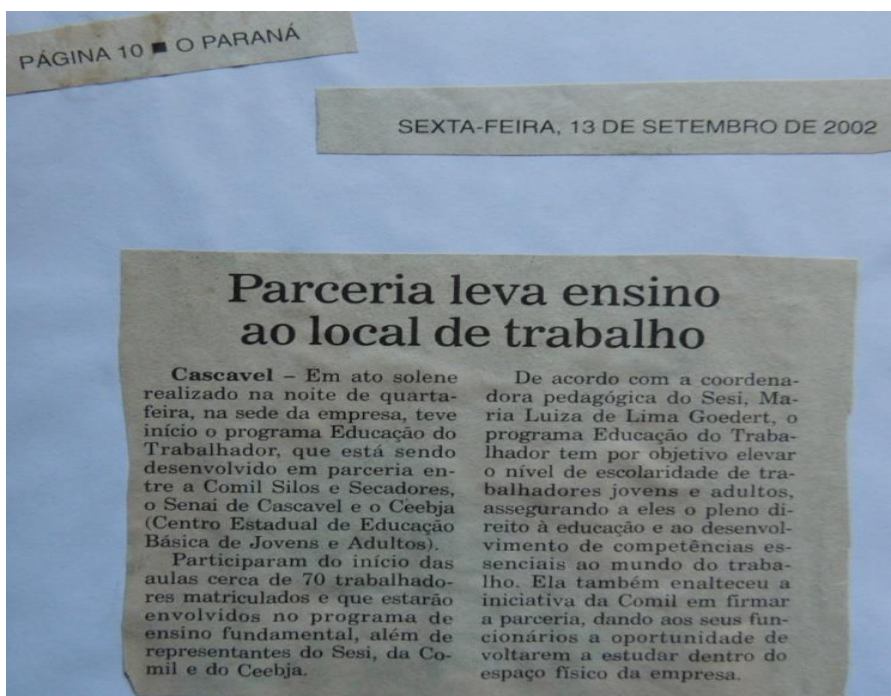 PÁGINA 10 ■ O PARANÁ
SEXTA-FEIRA, 13 DE SETEMBRO DE 2002
Parceria leva ensino
ao local de trabalho
Cascavel – Em ato solene
realizado na noite de quarta-
feira, na sede da empresa, teve
início o programa Educação do
Trabalhador, que está sendo
desenvolvido em parceria en-
tre a Comil Silos e Secadores,
o Senai de Cascavel e o Ceebja
(Centro Estadual de Educação
Básica de Jovens e Adultos).
Participaram do início das
aulas cerca de 70 trabalhado-
res matriculados e que estarão
envolvidos no programa de
ensino fundamental, além de
representantes do Sesi, da Co-
mil e do Ceebja.
De acordo com a coordena-
dora pedagógica do Sesi, Ma-
ria Luiza de Lima Goedert, o
programa Educação do Traba-
lhador tem por objetivo elevar
o nível de escolaridade de tra-
balhadores jovens e adultos,
assegurando a eles o pleno di-
reito à educação e ao desenvol-
vimento de competências es-
senciais ao mundo do traba-
lho. Ela também enalteceu a
iniciativa da Comil em firmar
a parceria, dando aos seus fun-
cionários a oportunidade de
voltarem a estudar dentro do
espaço físico da empresa.